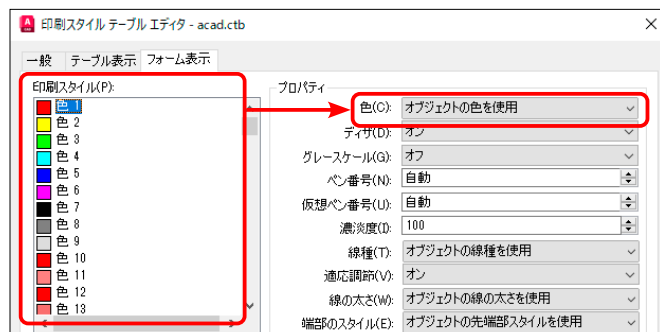 印刷スタイル テーブル エディタ - acad.ctb
一般 テーブル表示 フォーム表示
印刷スタイル(P):
色 1
色 2
色 3
色 4
色 5
色 6
色 7
色 8
色 9
色 10
色 11
色 12
色 13
プロパティ
色(C): オブジェクトの色を使用
ディザ(D): オン
グレースケール(G): オフ
ペン番号(N): 自動
仮想ペン番号(U): 自動
濃淡度(I): 100
線種(T): オブジェクトの線種を使用
適応調節(V): オン
線の太さ(W): オブジェクトの線の太さを使用
端部のスタイル(E): オブジェクトの先端部スタイルを使用